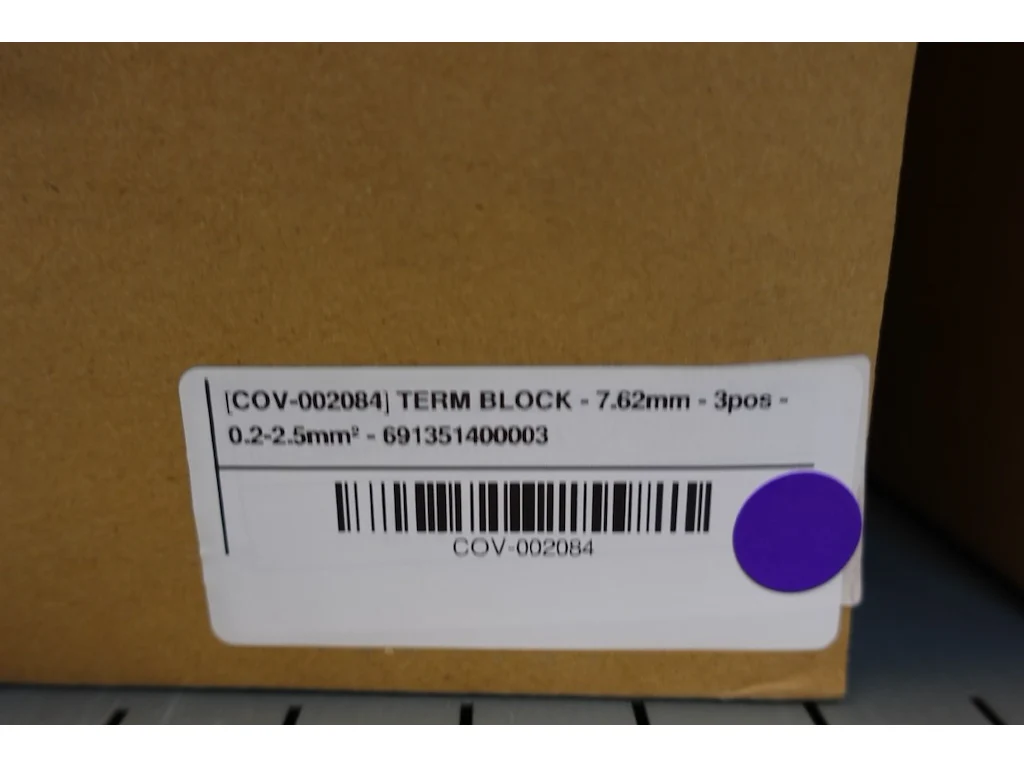 [COV-002084] TERM BLOCK - 7.62mm - 3pos -
0.2-2.5mm² - 691351400003
COV-002084